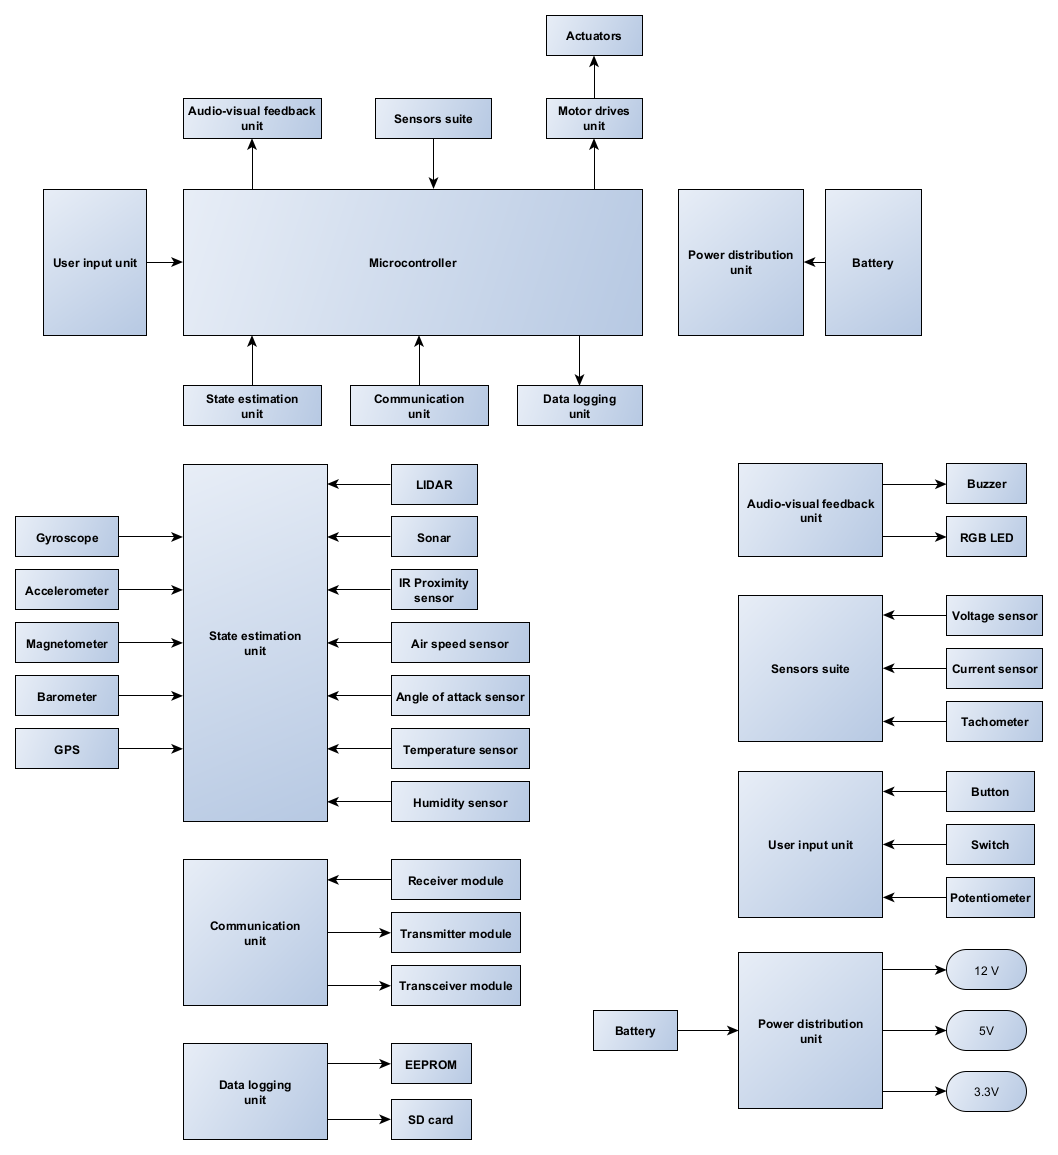 Actuators
Audio-visual feedback
unit
Sensors suite
Motor drives
unit
User input unit
Microcontroller
Power distribution
unit
Battery
State estimation
unit
Communication
unit
Data logging
unit
Gyroscope
Accelerometer
Magnetometer
Barometer
GPS
State estimation
unit
LIDAR
Sonar
IR Proximity
sensor
Air speed sensor
Angle of attack sensor
Temperature sensor
Humidity sensor
Communication
unit
Receiver module
Transmitter module
Transceiver module
Data logging
unit
EEPROM
SD card
Audio-visual feedback
unit
Buzzer
RGB LED
Sensors suite
Voltage sensor
Current sensor
Tachometer
User input unit
Button
Switch
Potentiometer
Battery
Power distribution
unit
12 V
5V
3.3V